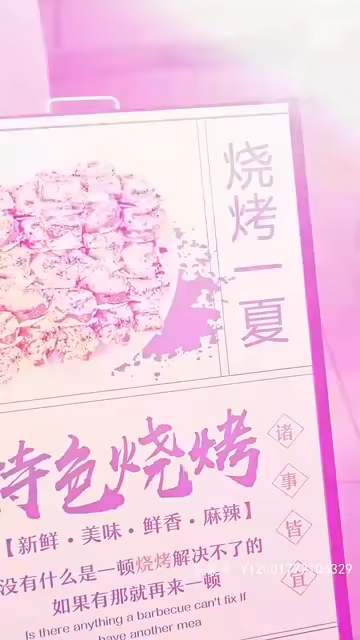 烧烤一夏
特色烧烤
诸事皆宜
【新鲜·美味·鲜香·麻辣】
没有什么是一顿烧烤解决不了的
如果有那就再来一顿
Is there anything a barbecue can't fix If
have another mea